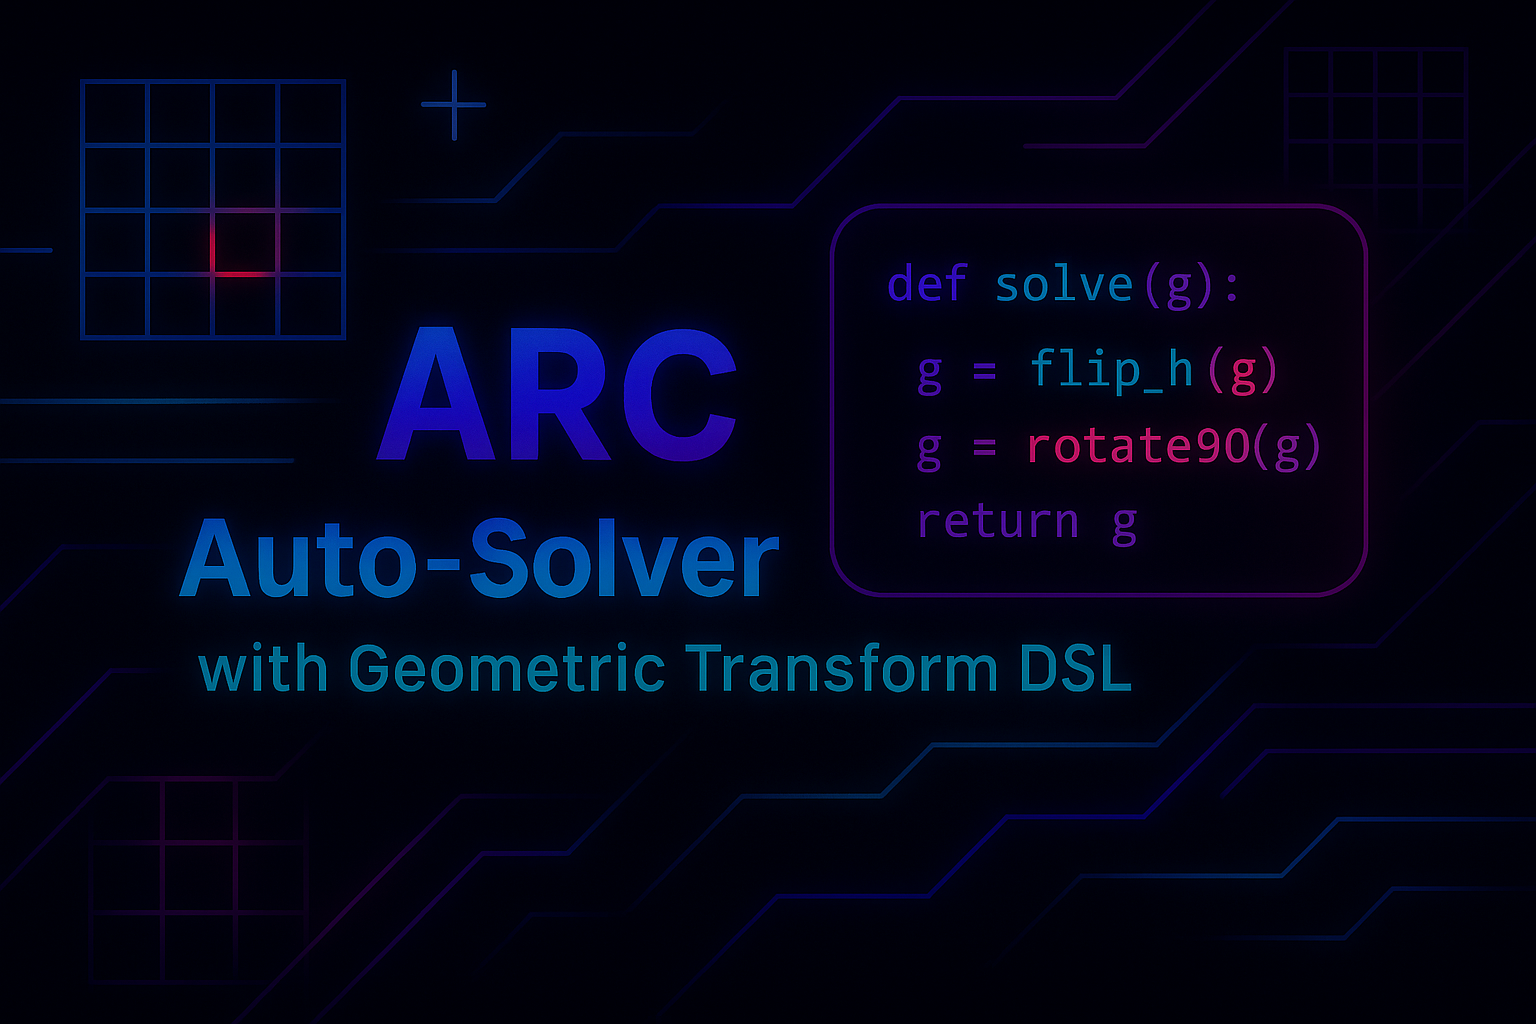 ARC
Auto-Solver
with Geometric Transform DSL
def solve(g):
g = flip_h(g)
g = rotate90(g)
return g